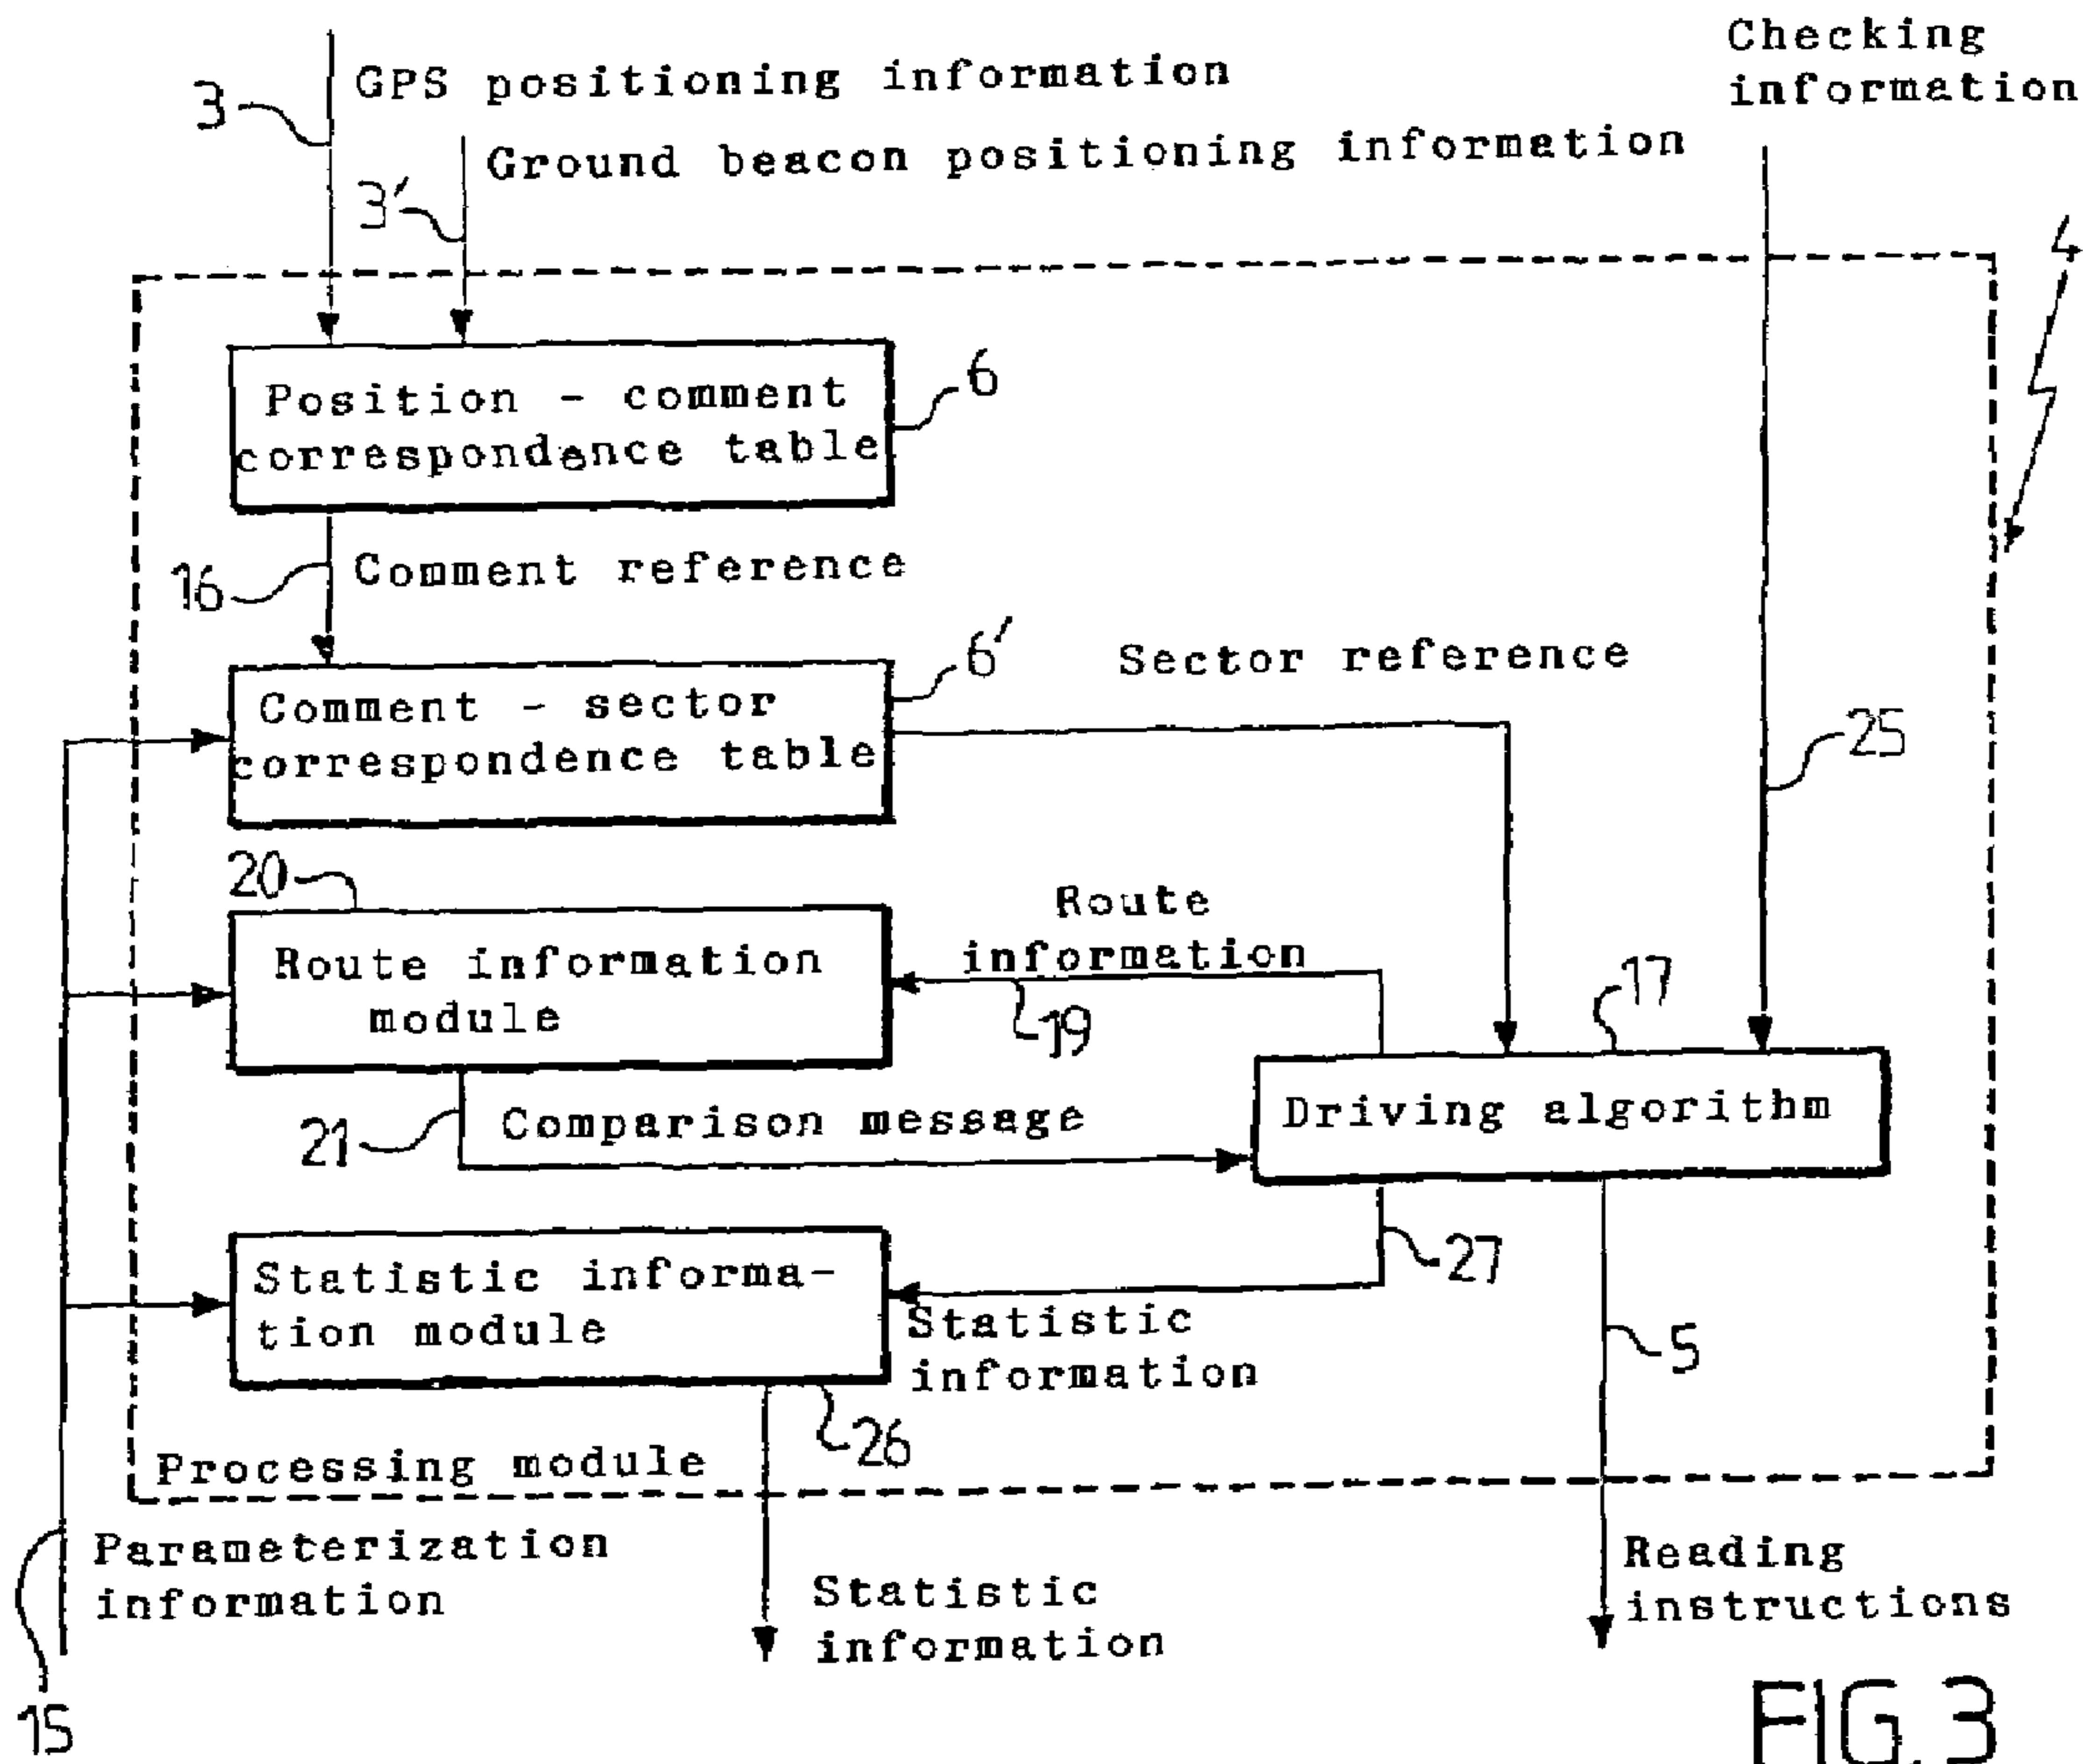 Checking
information
3
GPS positioning information
3′
Ground beacon positioning information
4
Position - comment
correspondence table
6
16
Comment reference
6′
Sector reference
Comment - sector
correspondence table
25
20
Route
information
Route information
module
19
17
21
Comparison message
Driving algorithm
27
Statistic informa-
tion module
Statistic
information
5
26
Processing module
Parameterization
information
Statistic
information
Reading
instructions
15
FIG.3